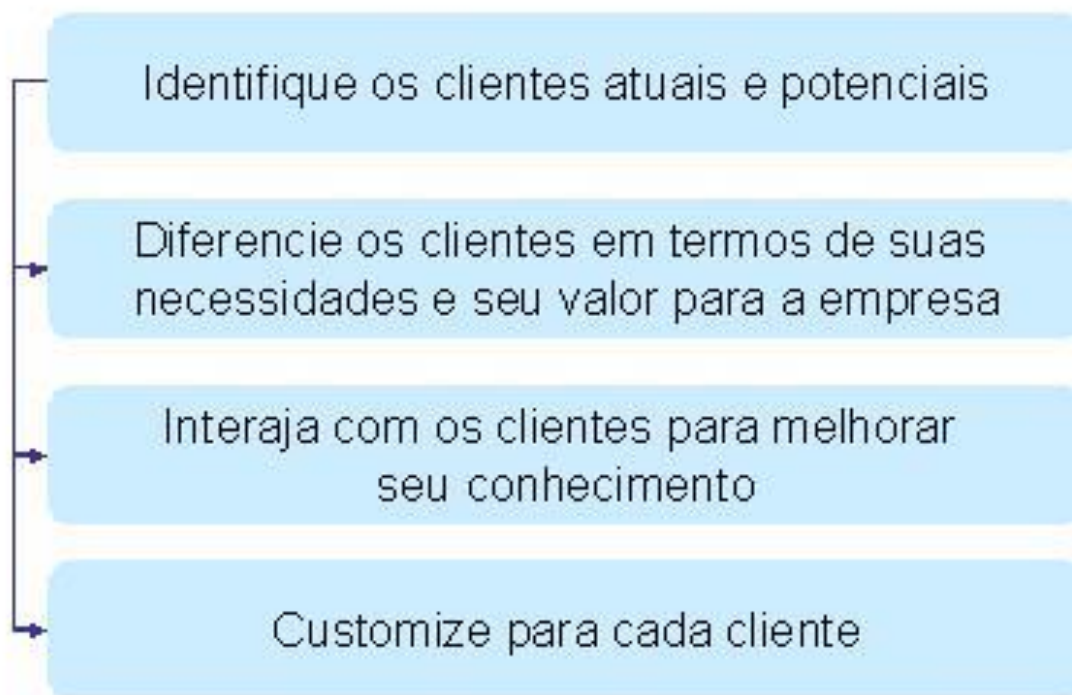 Identifique os clientes atuais e potenciais
Diferencie os clientes em termos de suas
necessidades e seu valor para a empresa
Interaja com os clientes para melhorar
seu conhecimento
Customize para cada cliente